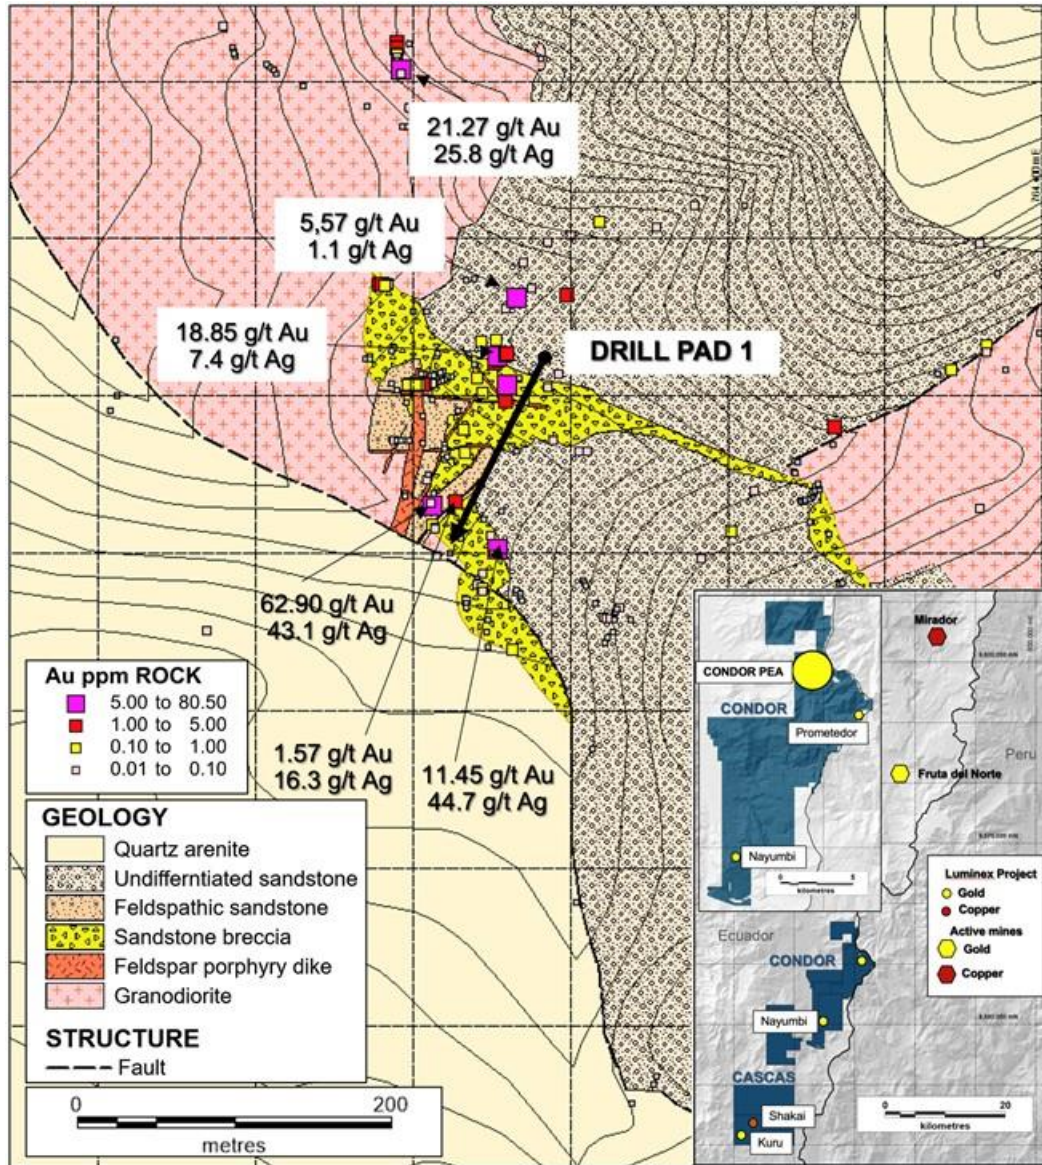 21.27 g/t Au
25.8 g/t Ag
5,57 g/t Au
1.1 g/t Ag
18.85 g/t Au
7.4 g/t Ag
DRILL PAD 1
62.90 g/t Au
43.1 g/t Ag
1.57 g/t Au
16.3 g/t Ag
11.45 g/t Au
44.7 g/t Ag
Au ppm ROCK
5.00 to 80.50
1.00 to 5.00
0.10 to 1.00
0.01 to 0.10
GEOLOGY
Quartz arenite
Undifferntiated sandstone
Feldspathic sandstone
Sandstone breccia
Feldspar porphyry dike
Granodiorite
STRUCTURE
Fault
0 200
metres
Mirador
CONDOR PEA
CONDOR
Prometedor
Peru
Fruta del Norte
Nayumbi
0 5
kilometres
Luminex Project
Gold
Copper
Active mines
Gold
Copper
Ecuador
CONDOR
Nayumbi
CASCAS
Shakai
Kuru
0 20
kilometres